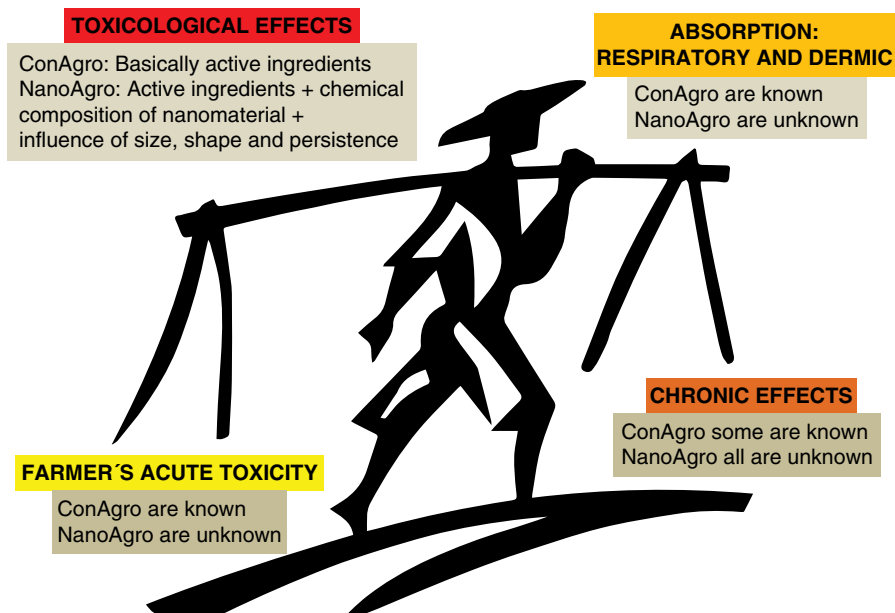 TOXICOLOGICAL EFFECTS
ConAgro: Basically active ingredients
NanoAgro: Active ingredients + chemical
composition of nanomaterial +
influence of size, shape and persistence
ABSORPTION:
RESPIRATORY AND DERMIC
ConAgro are known
NanoAgro are unknown
CHRONIC EFFECTS
ConAgro some are known
NanoAgro all are unknown
FARMER´S ACUTE TOXICITY
ConAgro are known
NanoAgro are unknown